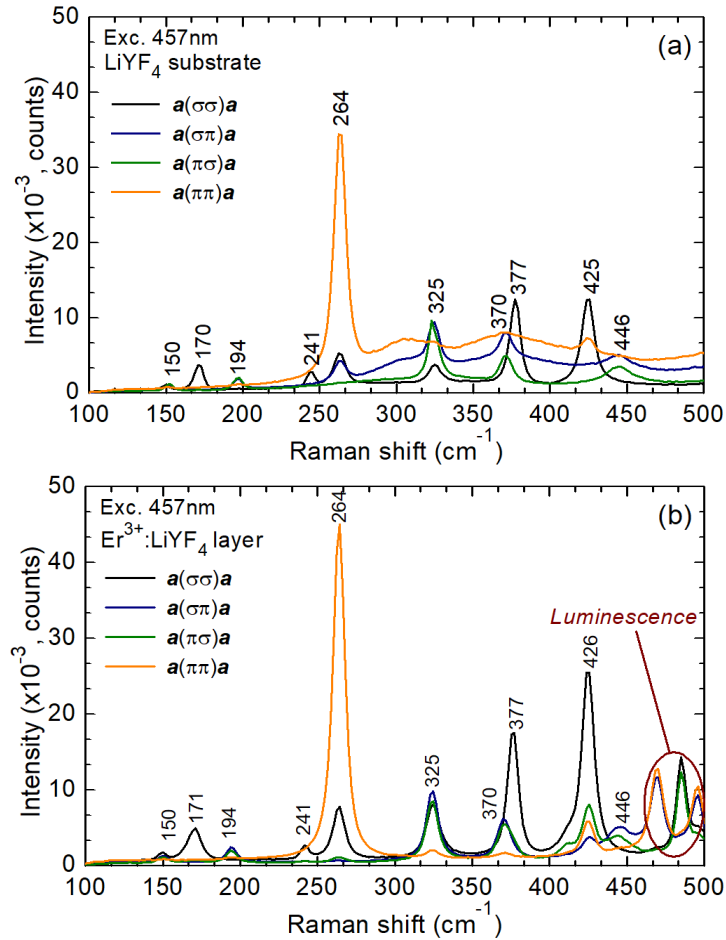 50
40
30
20
10
0
Intensity (x10⁻³, counts)
Exc. 457nm
LiYF₄ substrate
(a)
a(σσ)a
a(σπ)a
a(πσ)a
a(ππ)a
150
170
194
241
264
325
370
377
425
446
100 150 200 250 300 350 400 450 500
Raman shift (cm⁻¹)
50
40
30
20
10
0
Intensity (x10⁻³, counts)
Exc. 457nm
Er³⁺:LiYF₄ layer
(b)
a(σσ)a
a(σπ)a
a(πσ)a
a(ππ)a
Luminescence
150
171
194
241
264
325
370
377
426
446
100 150 200 250 300 350 400 450 500
Raman shift (cm⁻¹)